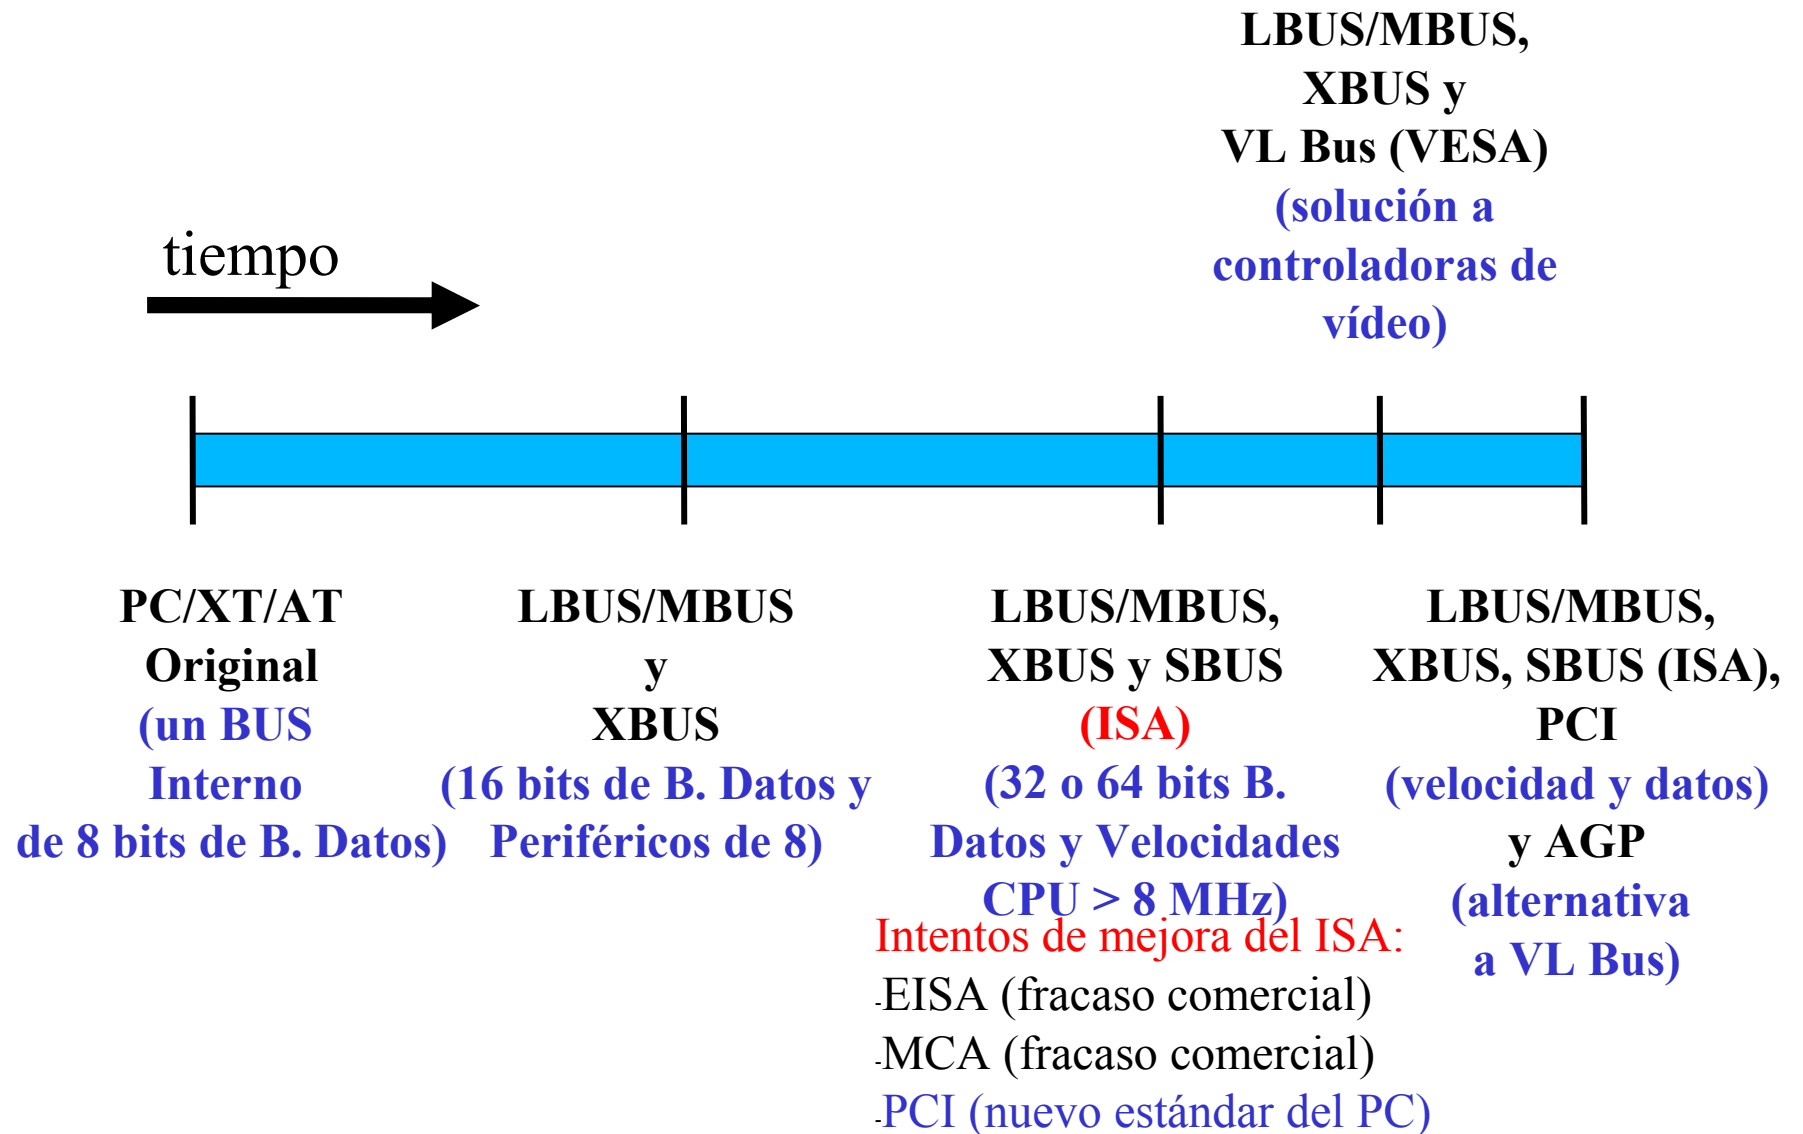 LBUS/MBUS,
XBUS y
VL Bus (VESA)
(solución a
controladoras de
vídeo)
tiempo
PC/XT/AT
Original
(un BUS
Interno
de 8 bits de B. Datos)
LBUS/MBUS
y
XBUS
(16 bits de B. Datos y
Periféricos de 8)
LBUS/MBUS,
XBUS y SBUS
(ISA)
(32 o 64 bits B.
Datos y Velocidades
CPU > 8 MHz)
Intentos de mejora del ISA:
-EISA (fracaso comercial)
-MCA (fracaso comercial)
-PCI (nuevo estándar del PC)
LBUS/MBUS,
XBUS, SBUS (ISA),
PCI
(velocidad y datos)
y AGP
(alternativa
a VL Bus)